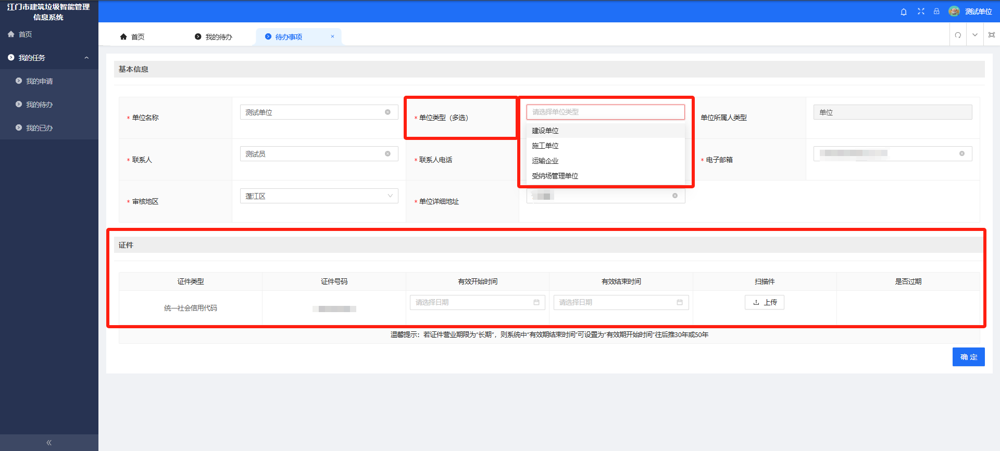 江门市建筑垃圾智能管理
信息系统
测试单位
首页
我的任务
我的申请
我的待办
我的已办
首页
我的待办
待办事项
基本信息
* 单位名称
测试单位
* 单位类型（多选）
请选择单位类型
建设单位
施工单位
运输企业
受纳场管理单位
单位所属人类型
单位
* 联系人
测试员
* 联系人电话
* 电子邮箱
* 审核地区
蓬江区
* 单位详细地址
证件
证件类型
证件号码
有效开始时间
有效结束时间
扫描件
是否过期
统一社会信用代码
请选择日期
请选择日期
上传
温馨提示：若证件营业期限为“长期”，则系统中“有效期结束时间”可设置为“有效期开始时间”往后推30年或50年
确 定